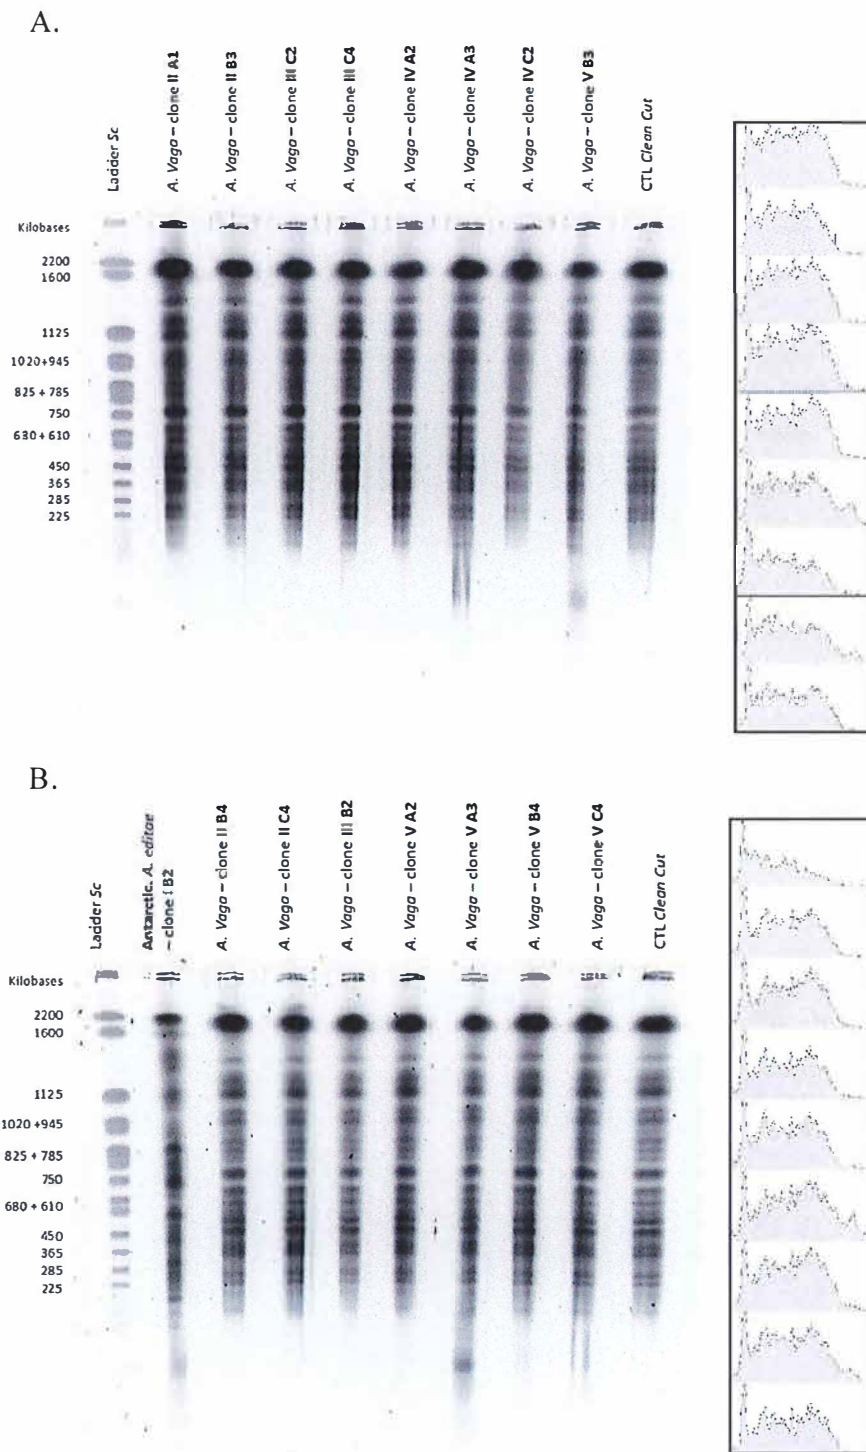 A.
Ladder Sc
A. Vaga – clone II A1
A. Vaga – clone II B3
A. Vaga – clone III C2
A. Vaga – clone III C4
A. Vaga – clone IV A2
A. Vaga – clone IV A3
A. Vaga – clone IV C2
A. Vaga – clone V B3
CTL Clean Cut
Kilobases
2200
1600
1125
1020+945
825 + 785
750
630 + 610
450
365
285
225
B.
Ladder Sc
Antarctic. A. editae
– clone I B2
A. Vaga – clone II B4
A. Vaga – clone II C4
A. Vaga – clone III B2
A. Vaga – clone V A2
A. Vaga – clone V A3
A. Vaga – clone V B4
A. Vaga – clone V C4
CTL Clean Cut
Kilobases
2200
1600
1125
1020 +945
825 + 785
750
680 + 610
450
365
285
225